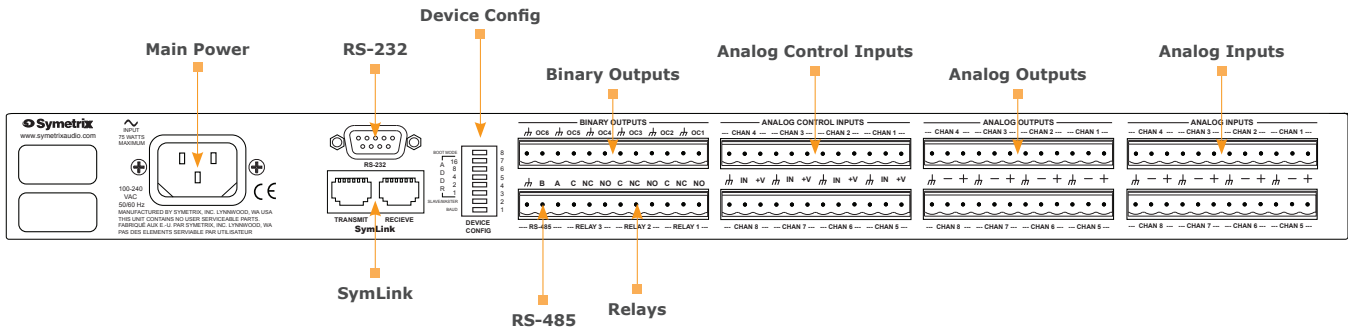 Device Config
Main Power
RS-232
Analog Control Inputs
Analog Inputs
Binary Outputs
Analog Outputs
Symetrix
www.symetrixaudio.com
INPUT
75 WATTS
MAXIMUM
100-240
VAC
50/60 Hz
CE
MANUFACTURED BY SYMETRIX, INC. LYNNWOOD, WA USA
THIS UNIT CONTAINS NO USER SERVICEABLE PARTS.
FABRIQUÉ AUX E.-U. PAR SYMETRIX, INC. LYNNWOOD, WA
PAS DES ELEMENTS SERVIABLE PAR UTILISATEUR
RS-232
TRANSMIT RECIEVE
SymLink
BOOT MODE 8
16 7
A 8 6
D 4 5
D 2 4
R 1 3
SLAVE/MASTER 2
BAUD 1
DEVICE
CONFIG
BINARY OUTPUTS
OC6 OC5 OC4 OC3 OC2 OC1
B A C NC NO C NC NO C NC NO
--- RS-485 --- --- RELAY 3 --- --- RELAY 2 --- --- RELAY 1 ---
ANALOG CONTROL INPUTS
--- CHAN 4 --- --- CHAN 3 --- --- CHAN 2 --- --- CHAN 1 ---
IN +V IN +V IN +V IN +V
--- CHAN 8 --- --- CHAN 7 --- --- CHAN 6 --- --- CHAN 5 ---
ANALOG OUTPUTS
--- CHAN 4 --- --- CHAN 3 --- --- CHAN 2 --- --- CHAN 1 ---
- + - + - + - +
--- CHAN 8 --- --- CHAN 7 --- --- CHAN 6 --- --- CHAN 5 ---
ANALOG INPUTS
--- CHAN 4 --- --- CHAN 3 --- --- CHAN 2 --- --- CHAN 1 ---
- + - + - + - +
--- CHAN 8 --- --- CHAN 7 --- --- CHAN 6 --- --- CHAN 5 ---
SymLink
RS-485
Relays